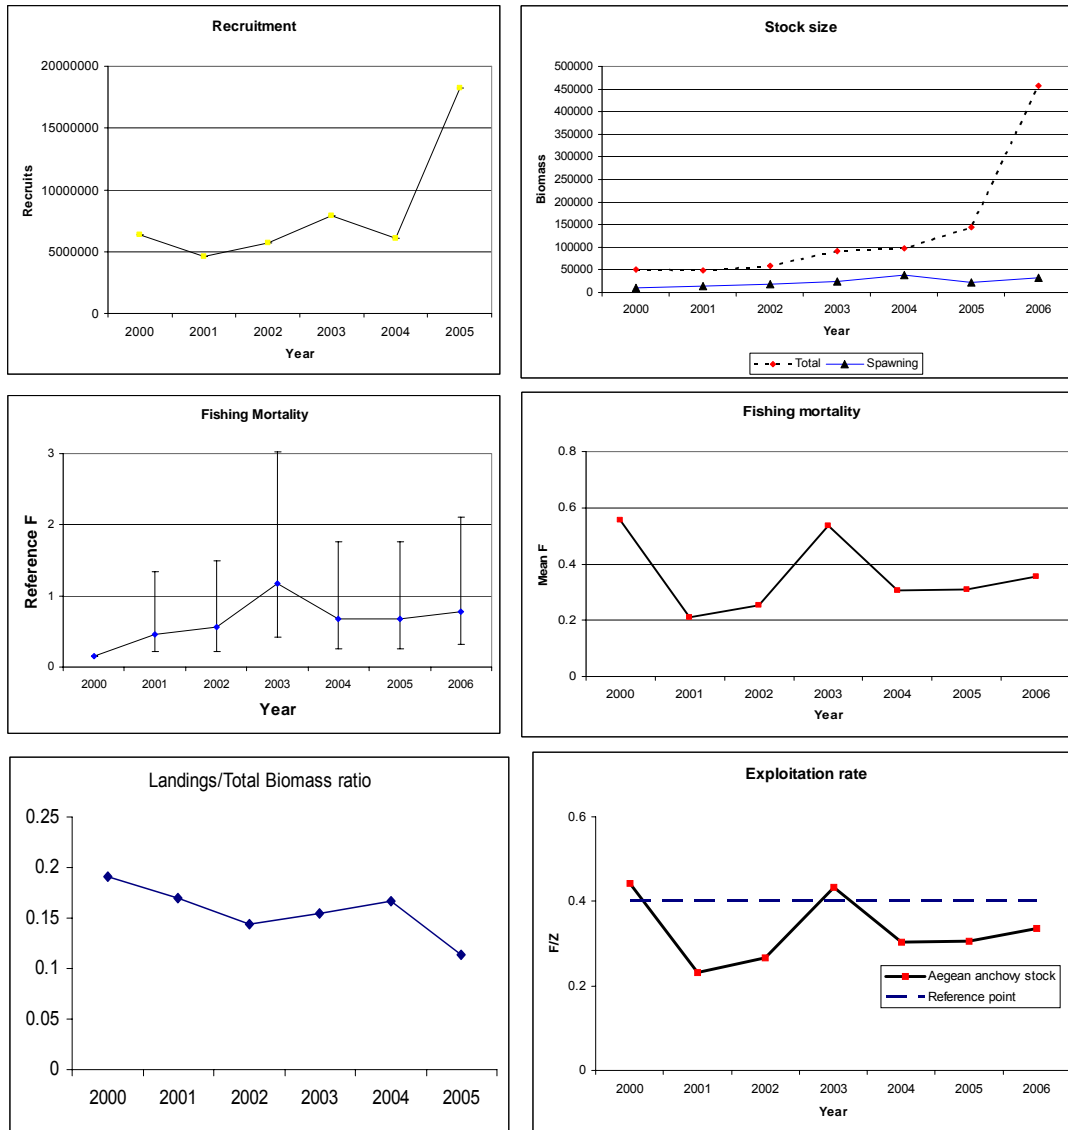 Recruitment
20000000
15000000
10000000
5000000
0
Recruits
2000 2001 2002 2003 2004 2005
Year
Stock size
500000
450000
400000
350000
300000
250000
200000
150000
100000
50000
0
Biomass
2000 2001 2002 2003 2004 2005 2006
Year
Total Spawning
Fishing Mortality
3
2
1
0
Reference F
2000 2001 2002 2003 2004 2005 2006
Year
Fishing mortality
0.8
0.6
0.4
0.2
0
Mean F
2000 2001 2002 2003 2004 2005 2006
Year
Landings/Total Biomass ratio
0.25
0.2
0.15
0.1
0.05
0
2000 2001 2002 2003 2004 2005
Exploitation rate
0.6
0.4
0.2
0
F/Z
Aegean anchovy stock
Reference point
2000 2001 2002 2003 2004 2005 2006
Year